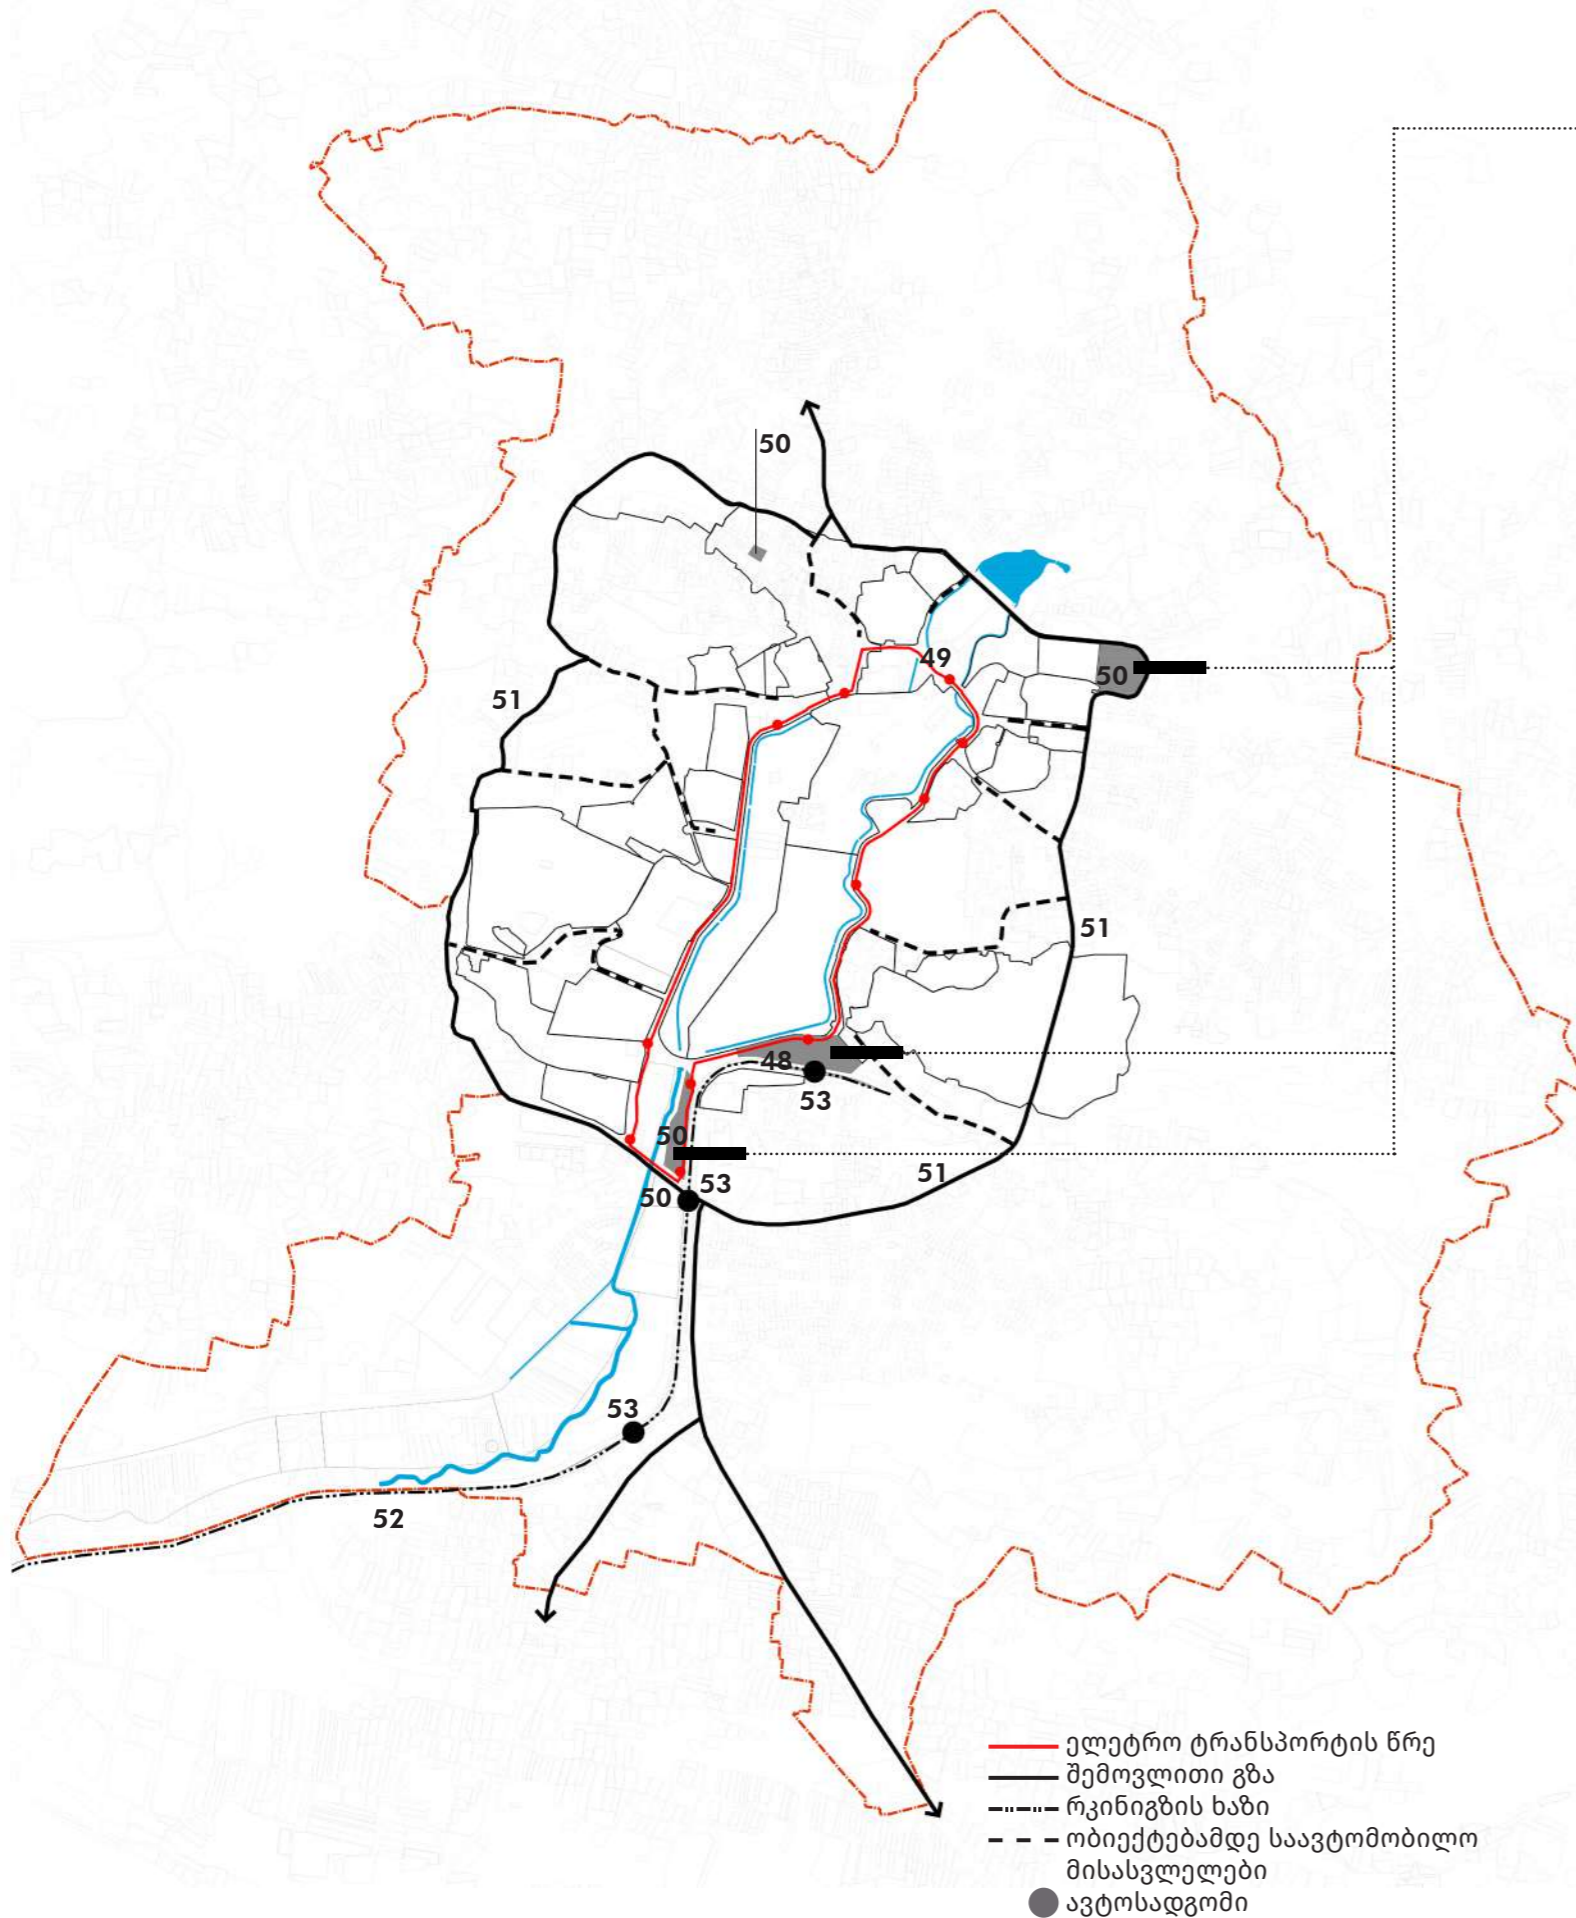 50
49
50
51
51
48
53
50
53
50
51
53
52
ელეტრო ტრანსპორტის წრე
შემოვლითი გზა
რკინიგზის ხაზი
ობიექტებამდე საავტომობილო
მისასვლელები
ავტოსადგომი